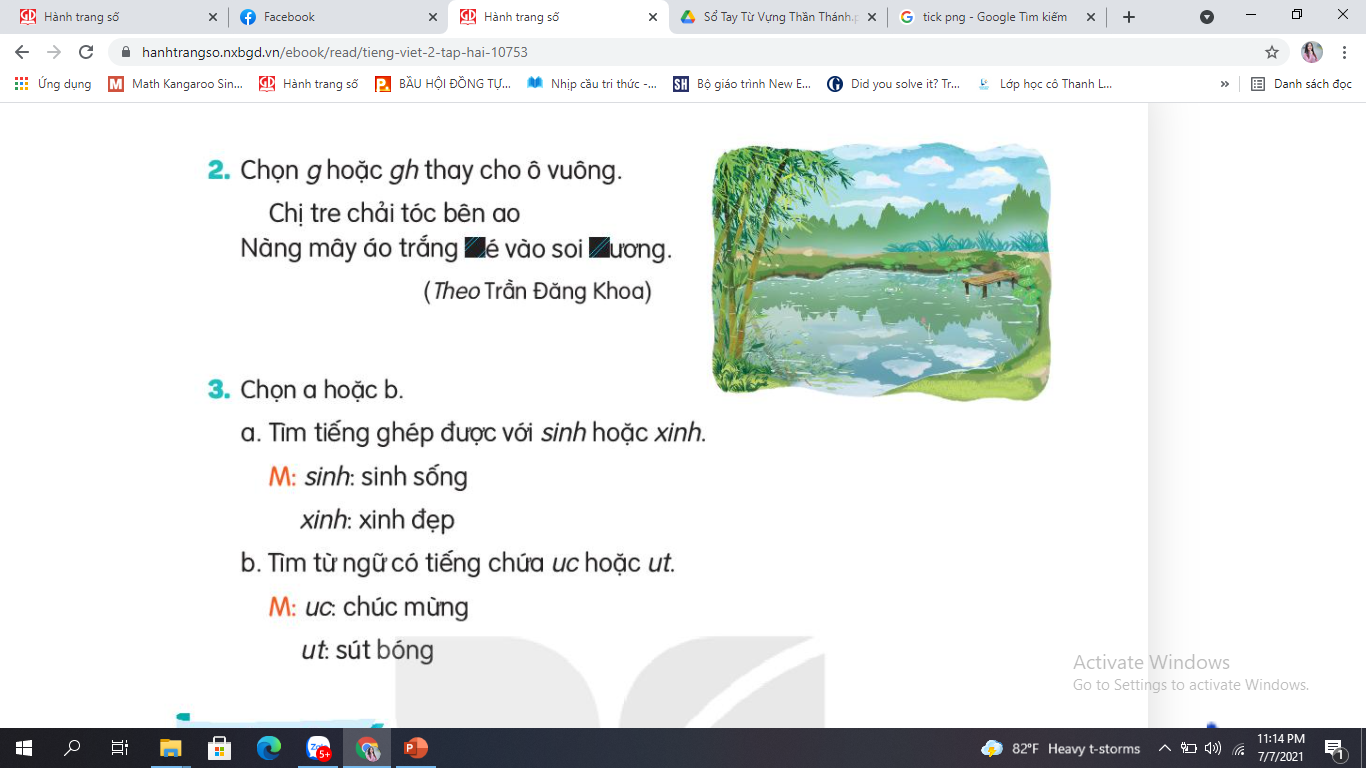 Hành trang số
Facebook
Hành trang số
Sổ Tay Từ Vựng Thần Thánh.p
tick png - Google Tìm kiếm
hanhtrangso.nxbgd.vn/ebook/read/tieng-viet-2-tap-hai-10753
Ứng dụng
Math Kangaroo Sin...
Hành trang số
BẦU HỘI ĐỒNG TỰ...
Nhịp cầu tri thức -...
Bộ giáo trình New E...
Did you solve it? Tr...
Lớp học cô Thanh L...
»
Danh sách đọc
2. Chọn g hoặc gh thay cho ô vuông.
Chị tre chải tóc bên ao
Nàng mây áo trắng é vào soi ương.
(Theo Trần Đăng Khoa)
3. Chọn a hoặc b.
a. Tìm tiếng ghép được với sinh hoặc xinh.
M: sinh: sinh sống
xinh: xinh đẹp
b. Tìm từ ngữ có tiếng chứa uc hoặc ut.
M: uc: chúc mừng
ut: sút bóng
Activate Windows
Go to Settings to activate Windows.
82°F Heavy t-storms
11:14 PM
7/7/2021